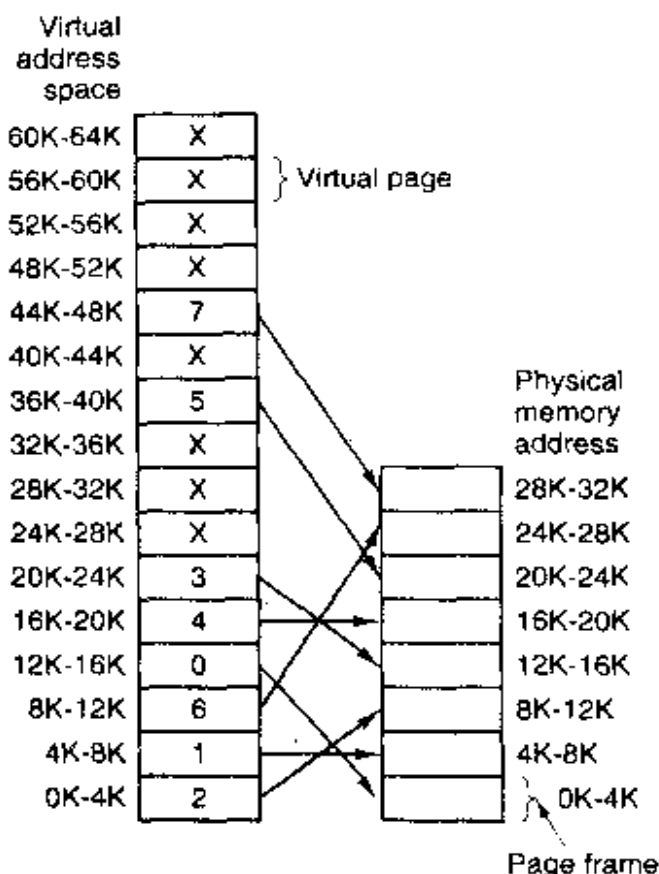 Virtual
address
space
60K-64K X
56K-60K X Virtual page
52K-56K X
48K-52K X
44K-48K 7
40K-44K X
36K-40K 5
32K-36K X
28K-32K X
24K-28K X
20K-24K 3
16K-20K 4
12K-16K 0
8K-12K 6
4K-8K 1
0K-4K 2
Physical
memory
address
28K-32K
24K-28K
20K-24K
16K-20K
12K-16K
8K-12K
4K-8K
0K-4K
Page frame